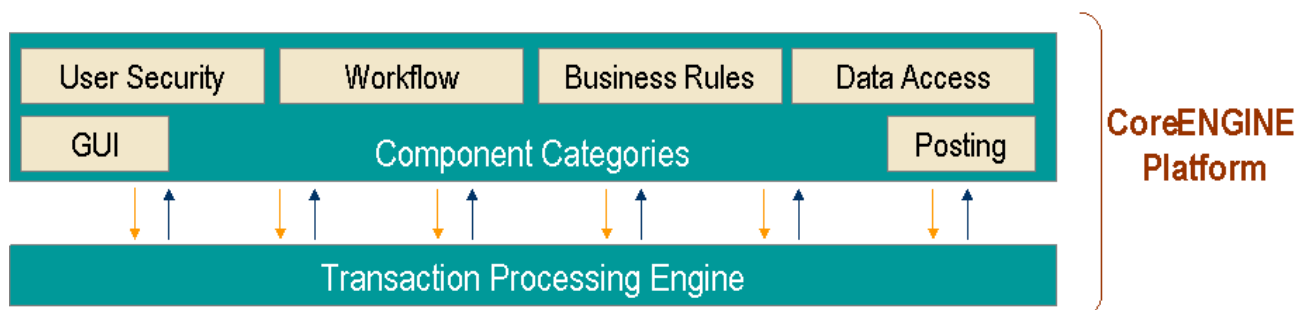 User Security
Workflow
Business Rules
Data Access
GUI
Component Categories
Posting
CoreENGINE
Platform
Transaction Processing Engine